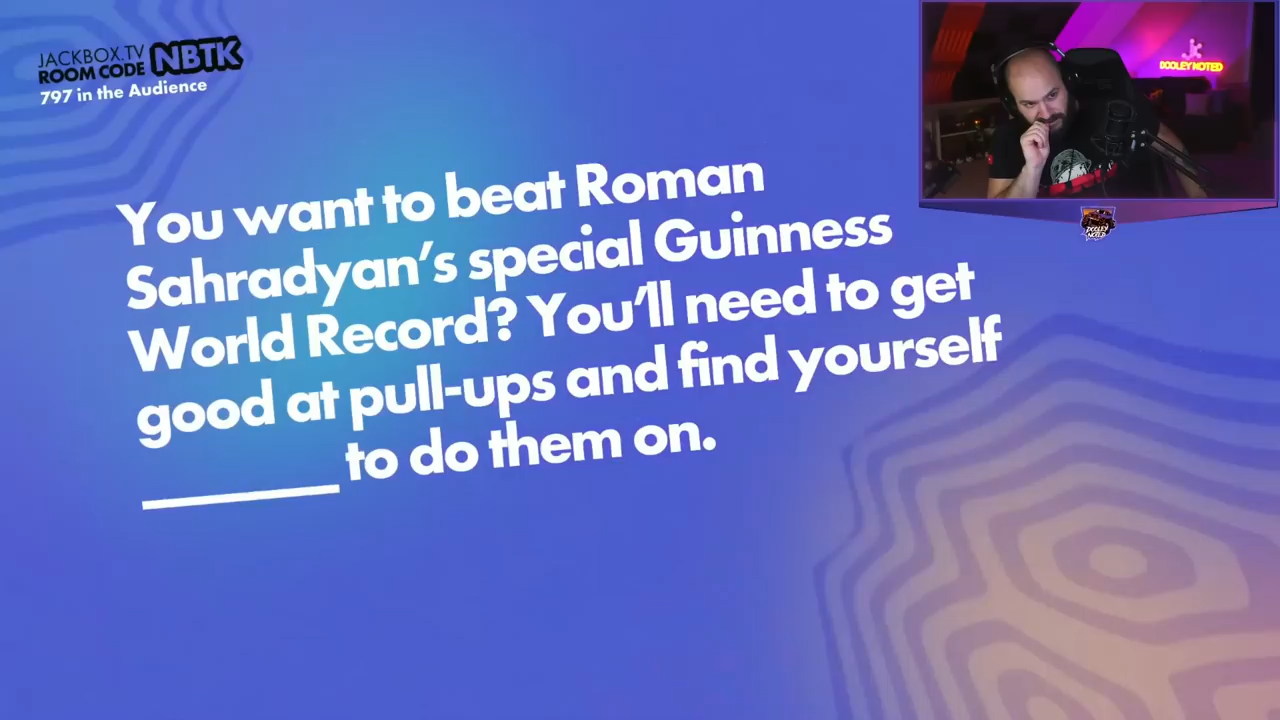 JACKBOX.TV
ROOM CODE NBTK
797 in the Audience
DOOLEY NOTED
DOOLEY
NOTED
You want to beat Roman
Sahradyan’s special Guinness
World Record? You’ll need to get
good at pull-ups and find yourself
________ to do them on.